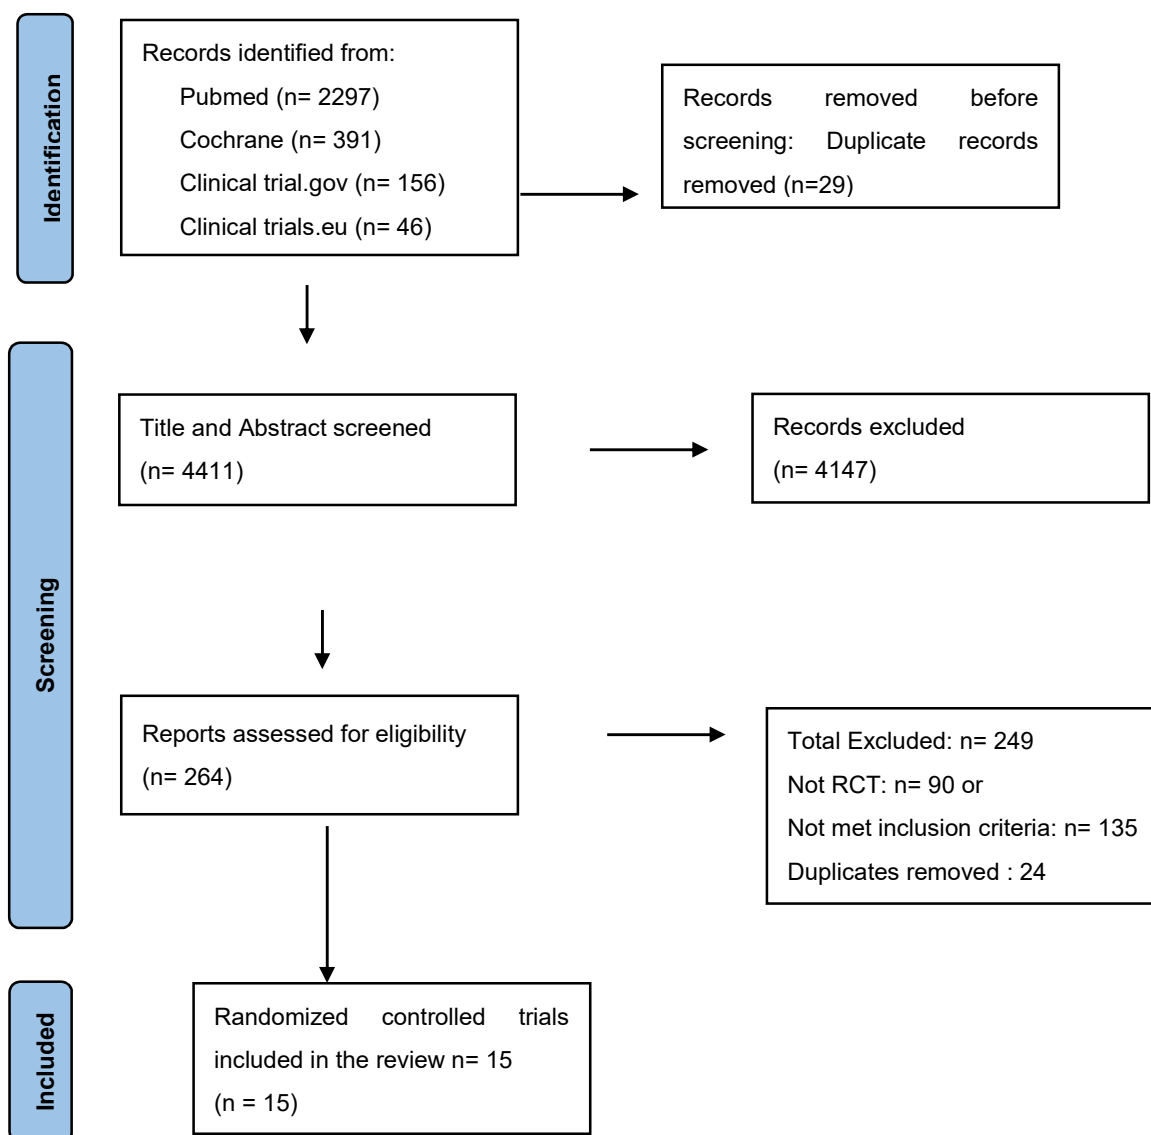 Identification
Records identified from:
Pubmed (n= 2297)
Cochrane (n= 391)
Clinical trial.gov (n= 156)
Clinical trials.eu (n= 46)
Records removed before
screening: Duplicate records
removed (n=29)
Screening
Title and Abstract screened
(n= 4411)
Records excluded
(n= 4147)
Reports assessed for eligibility
(n= 264)
Total Excluded: n= 249
Not RCT: n= 90 or
Not met inclusion criteria: n= 135
Duplicates removed : 24
Included
Randomized controlled trials
included in the review n= 15
(n = 15)